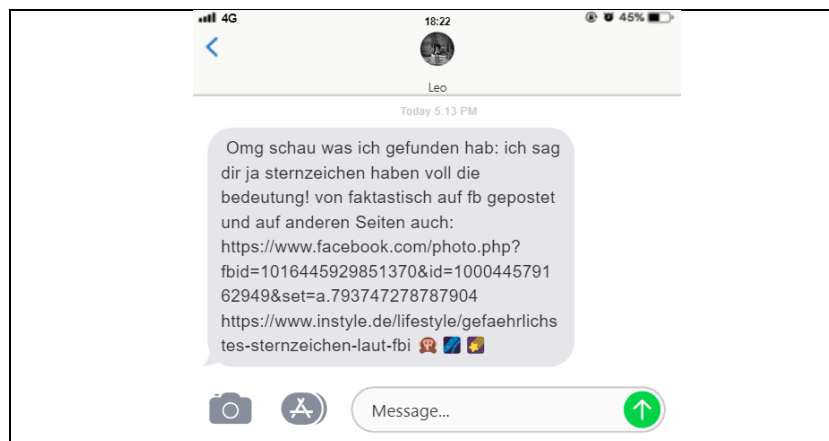 4G
18:22
45%
Leo
Today 5:13 PM
Omg schau was ich gefunden hab: ich sag
dir ja sternzeichen haben voll die
bedeutung! von faktastisch auf fb gepostet
und auf anderen Seiten auch:
https://www.facebook.com/photo.php?
fbid=1016445929851370&id=1000445791
62949&set=a.793747278787904
https://www.instyle.de/lifestyle/gefaehrlichs
tes-sternzeichen-laut-fbi
Message...